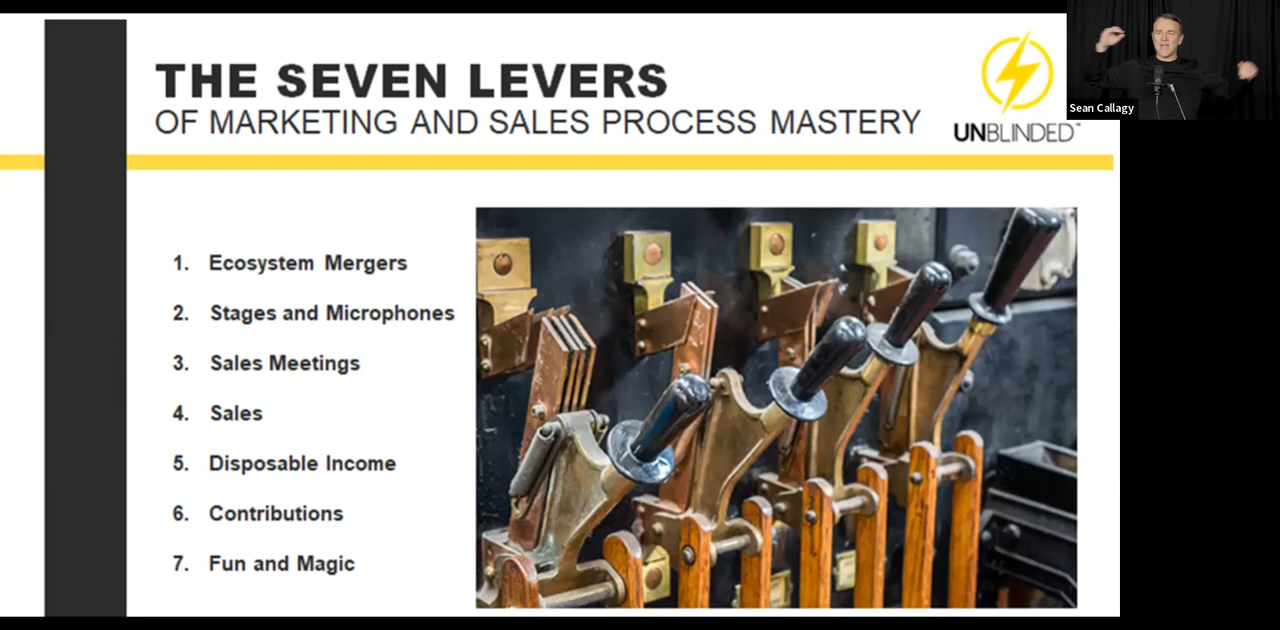 THE SEVEN LEVERS
OF MARKETING AND SALES PROCESS MASTERY
UNBLINDED™
Sean Callagy
1. Ecosystem Mergers
2. Stages and Microphones
3. Sales Meetings
4. Sales
5. Disposable Income
6. Contributions
7. Fun and Magic